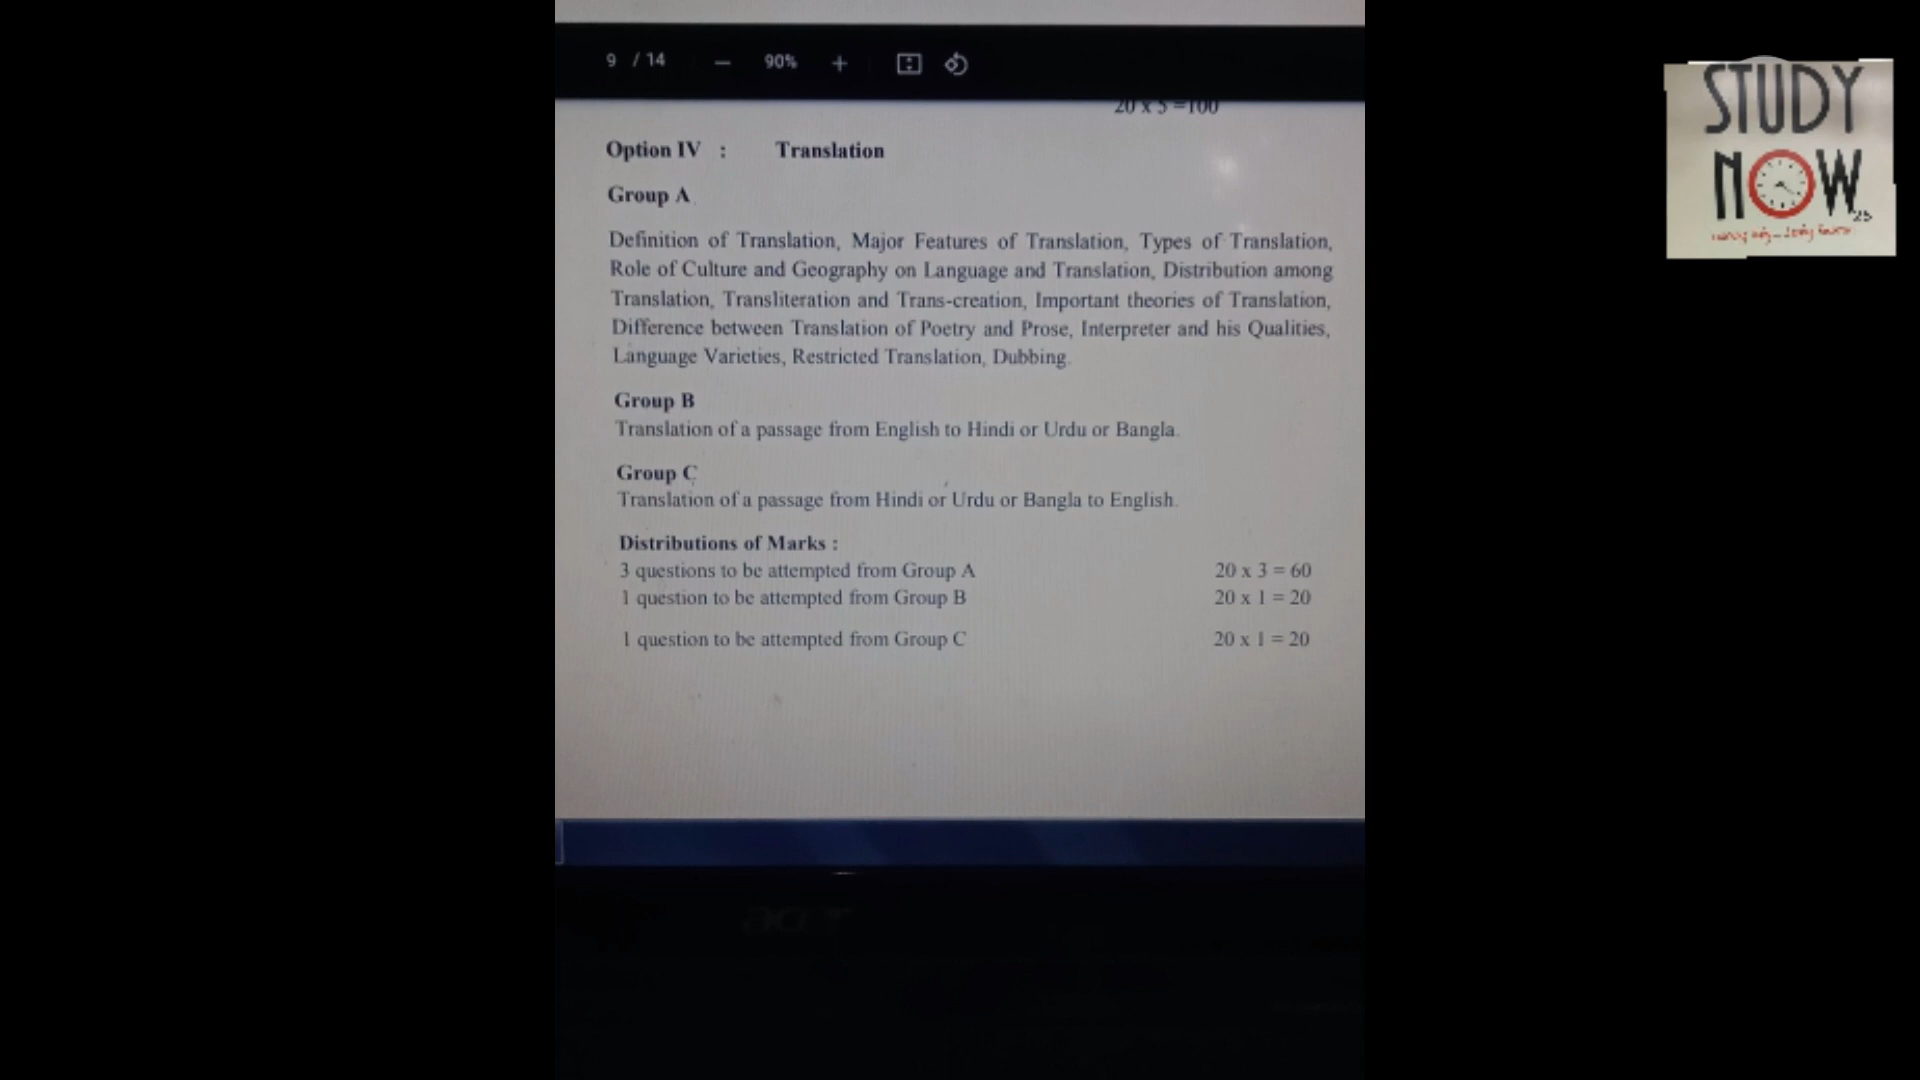 9 / 14 — 90% +
20 x 5 =100
Option IV : Translation
Group A
Definition of Translation, Major Features of Translation, Types of Translation,
Role of Culture and Geography on Language and Translation, Distribution among
Translation, Transliteration and Trans-creation, Important theories of Translation,
Difference between Translation of Poetry and Prose, Interpreter and his Qualities,
Language Varieties, Restricted Translation, Dubbing.
Group B
Translation of a passage from English to Hindi or Urdu or Bangla.
Group C
Translation of a passage from Hindi or Urdu or Bangla to English.
Distributions of Marks :
3 questions to be attempted from Group A 20 x 3 = 60
1 question to be attempted from Group B 20 x 1 = 20
1 question to be attempted from Group C 20 x 1 = 20
acer
STUDY
NOW